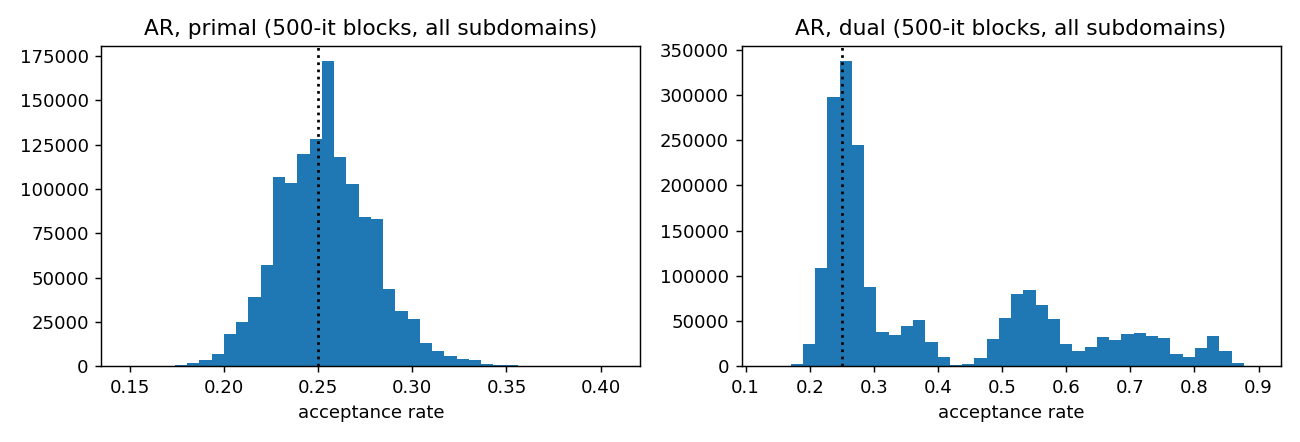 AR, primal (500-it blocks, all subdomains)
175000
150000
125000
100000
75000
50000
25000
0
0.15 0.20 0.25 0.30 0.35 0.40
acceptance rate
AR, dual (500-it blocks, all subdomains)
350000
300000
250000
200000
150000
100000
50000
0
0.1 0.2 0.3 0.4 0.5 0.6 0.7 0.8 0.9
acceptance rate